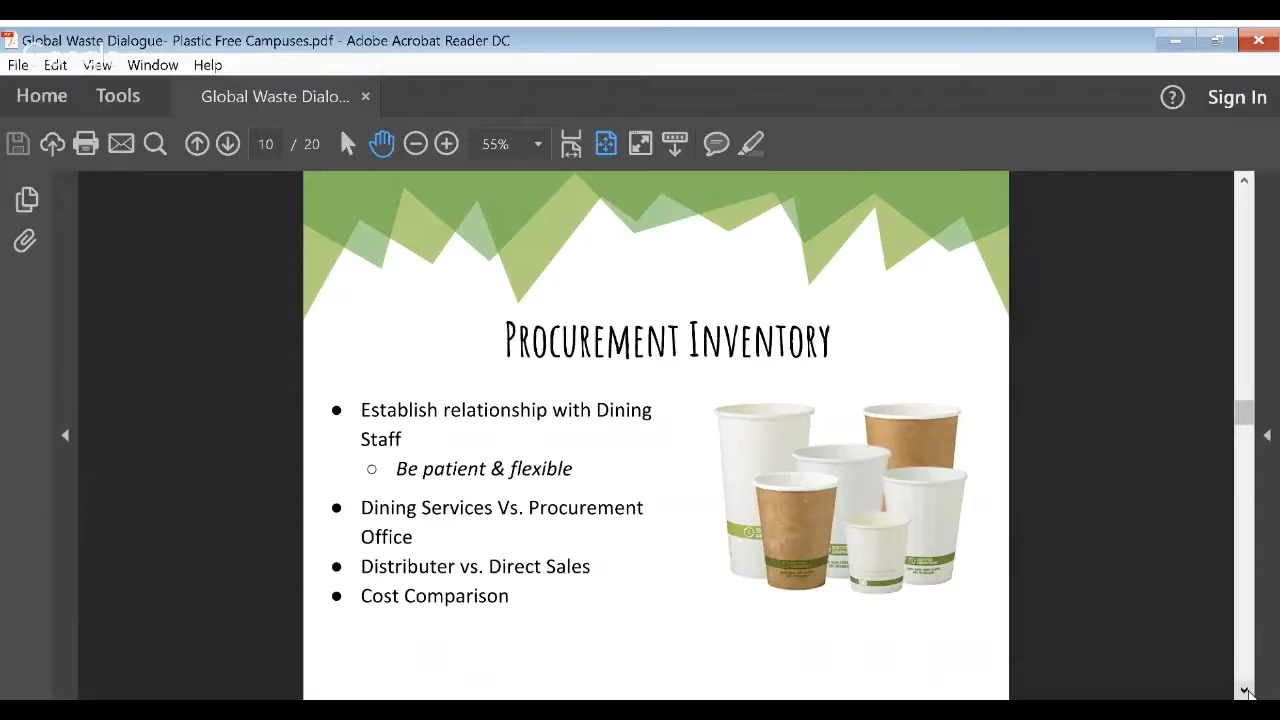 Global Waste Dialogue- Plastic Free Campuses.pdf - Adobe Acrobat Reader DC
File Edit View Window Help
Home Tools Global Waste Dialo... × ? Sign In
10 / 20 55%
PROCUREMENT INVENTORY
● Establish relationship with Dining
Staff
○ Be patient & flexible
● Dining Services Vs. Procurement
Office
● Distributer vs. Direct Sales
● Cost Comparison